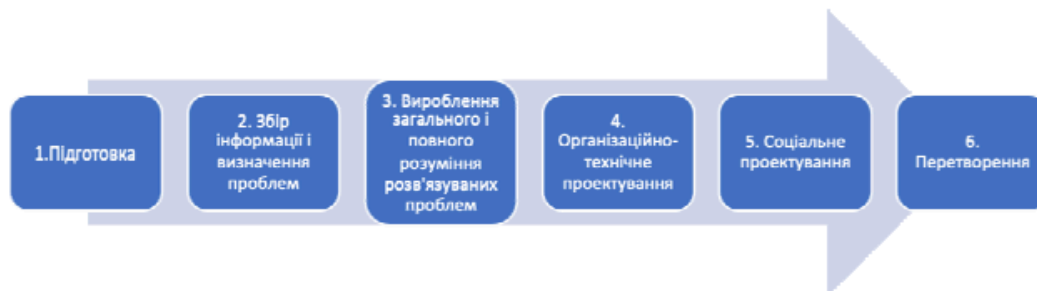 1.Підготовка
2. Збір
інформації і
визначення
проблем
3. Вироблення
загального і
повного
розуміння
розв'язуваних
проблем
4.
Організаційно-
технічне
проектування
5. Соціальне
проектування
6.
Перетворення